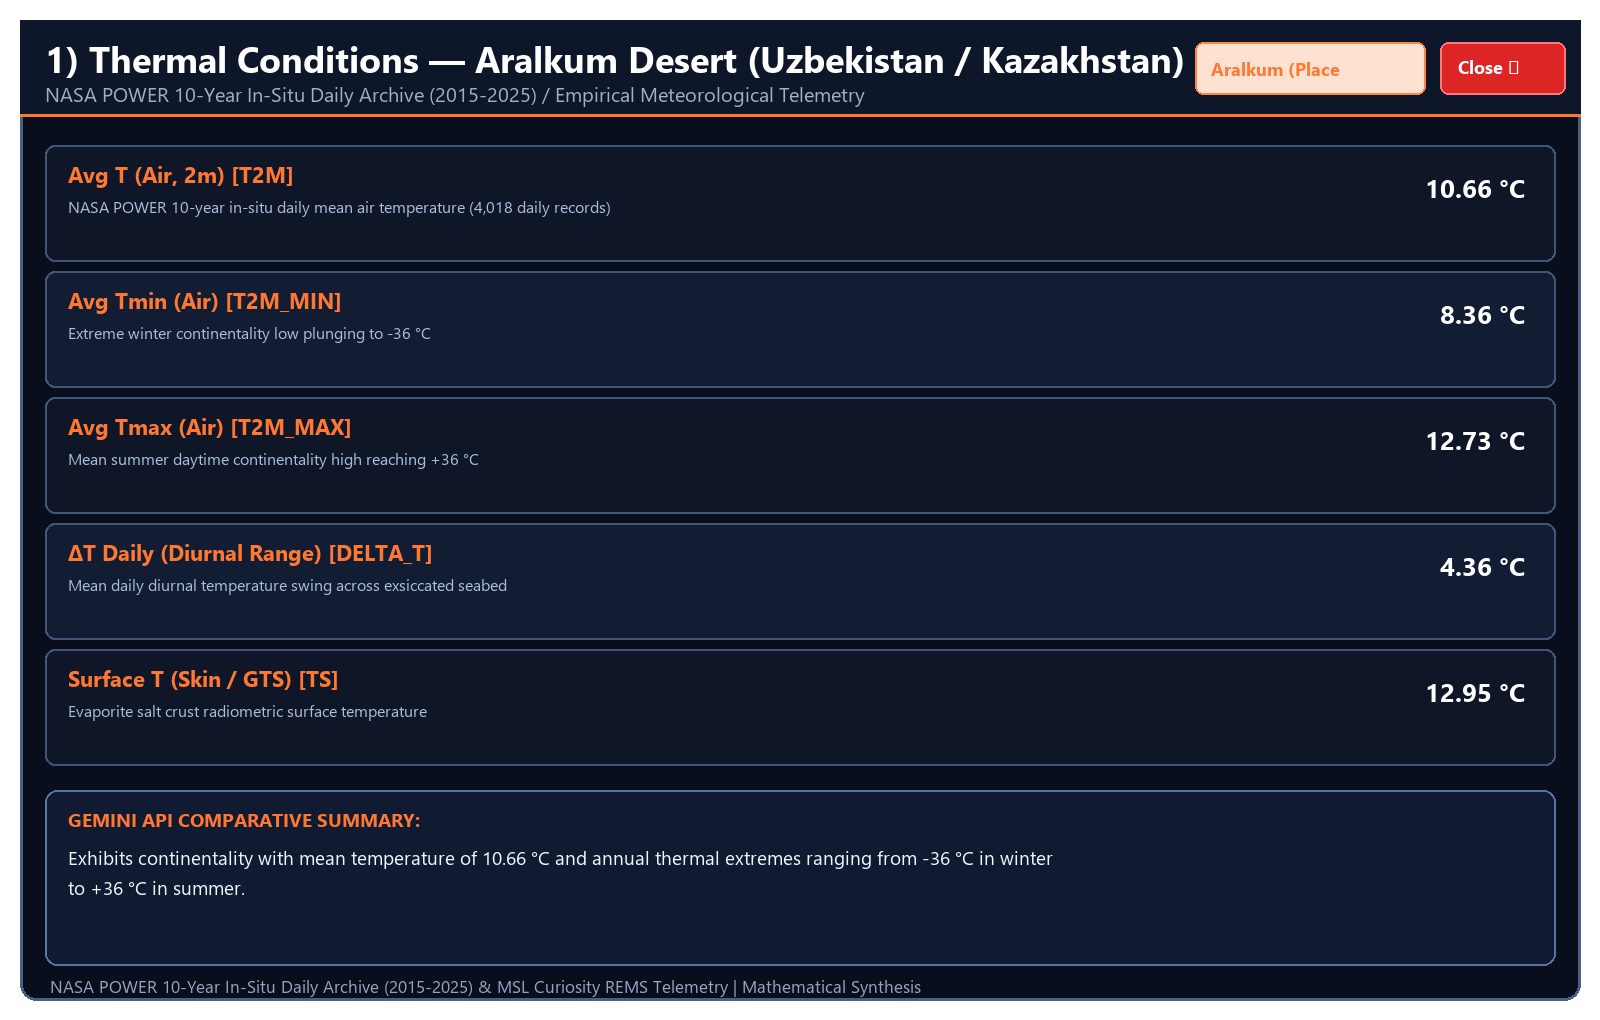 1) Thermal Conditions — Aralkum Desert (Uzbekistan / Kazakhstan)
NASA POWER 10-Year In-Situ Daily Archive (2015-2025) / Empirical Meteorological Telemetry
Aralkum (Place
Close
Avg T (Air, 2m) [T2M]
NASA POWER 10-year in-situ daily mean air temperature (4,018 daily records)
10.66 °C
Avg Tmin (Air) [T2M_MIN]
Extreme winter continentality low plunging to -36 °C
8.36 °C
Avg Tmax (Air) [T2M_MAX]
Mean summer daytime continentality high reaching +36 °C
12.73 °C
ΔT Daily (Diurnal Range) [DELTA_T]
Mean daily diurnal temperature swing across exsiccated seabed
4.36 °C
Surface T (Skin / GTS) [TS]
Evaporite salt crust radiometric surface temperature
12.95 °C
GEMINI API COMPARATIVE SUMMARY:
Exhibits continentality with mean temperature of 10.66 °C and annual thermal extremes ranging from -36 °C in winter
to +36 °C in summer.
NASA POWER 10-Year In-Situ Daily Archive (2015-2025) & MSL Curiosity REMS Telemetry | Mathematical Synthesis